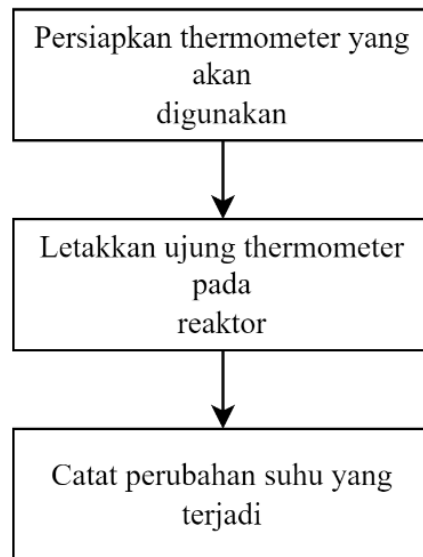 Persiapkan thermometer yang
akan
digunakan
Letakkan ujung thermometer
pada
reaktor
Catat perubahan suhu yang
terjadi